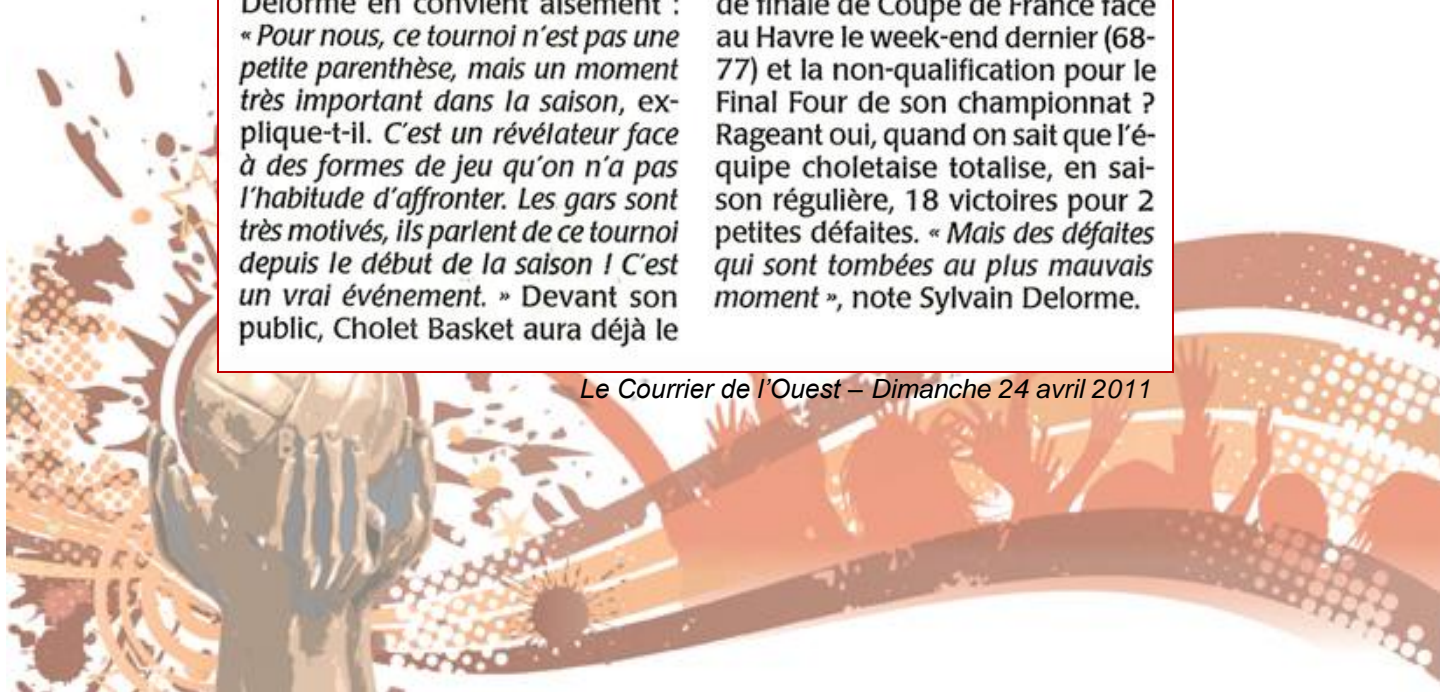 Delorme en convient aisément :
« Pour nous, ce tournoi n'est pas une
petite parenthèse, mais un moment
très important dans la saison, ex-
plique-t-il. C'est un révélateur face
à des formes de jeu qu'on n'a pas
l'habitude d'affronter. Les gars sont
très motivés, ils parlent de ce tournoi
depuis le début de la saison ! C'est
un vrai événement. » Devant son
public, Cholet Basket aura déjà le
de finale de Coupe de France face
au Havre le week-end dernier (68-
77) et la non-qualification pour le
Final Four de son championnat ?
Rageant oui, quand on sait que l'é-
quipe choletaise totalise, en sai-
son régulière, 18 victoires pour 2
petites défaites. « Mais des défaites
qui sont tombées au plus mauvais
moment », note Sylvain Delorme.
Le Courrier de l'Ouest – Dimanche 24 avril 2011